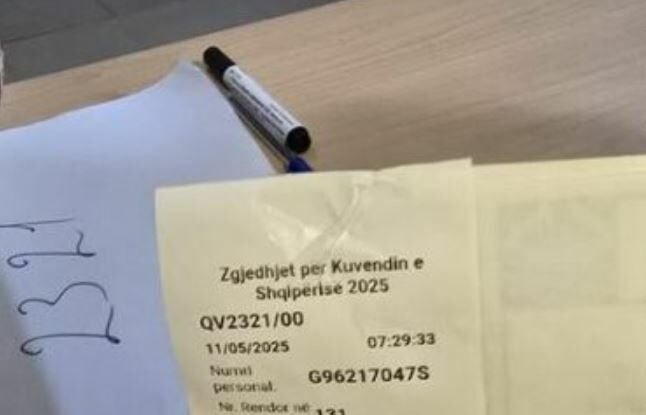 Zgjedhjet per Kuvendin e
Shqiperise 2025
QV2321/00
11/05/2025 07:29:33
Numri
personal. G96217047S
Nr. Rendor në 131